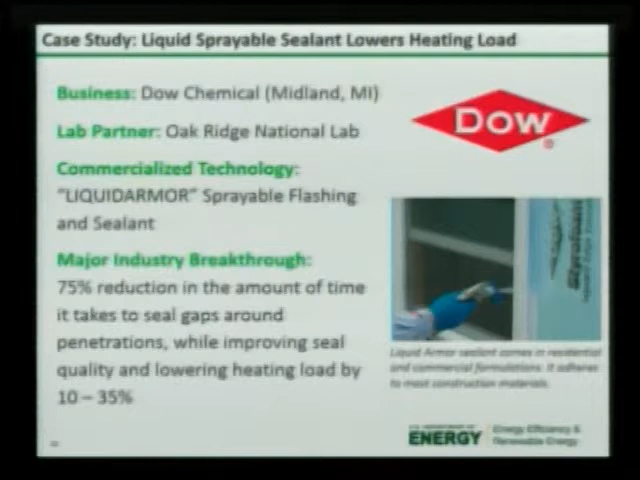 Case Study: Liquid Sprayable Sealant Lowers Heating Load
Business: Dow Chemical (Midland, MI)
Lab Partner: Oak Ridge National Lab
Commercialized Technology:
"LIQUIDARMOR" Sprayable Flashing
and Sealant
Major Industry Breakthrough:
75% reduction in the amount of time
it takes to seal gaps around
penetrations, while improving seal
quality and lowering heating load by
10 – 35%
DOW
®
Styrofoam
Liquid Armor sealant comes in residential
and commercial formulations. It adheres
to most construction materials.
U.S. DEPARTMENT OF
ENERGY
Energy Efficiency &
Renewable Energy